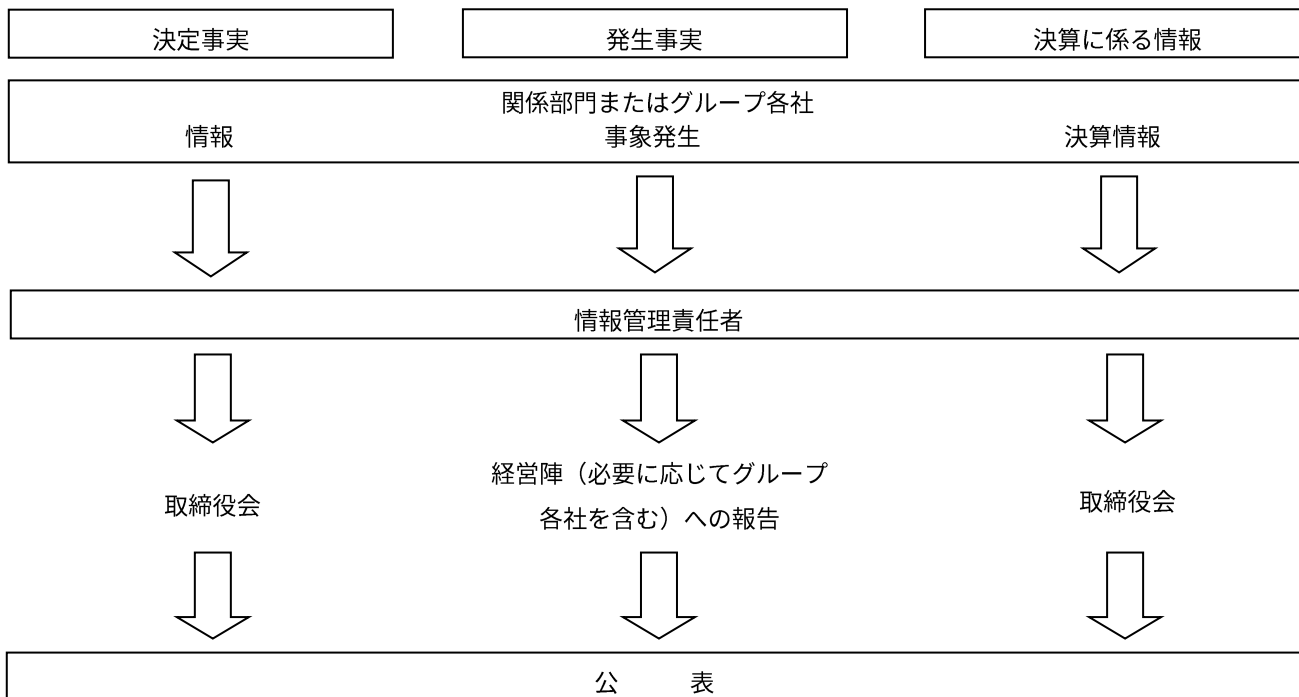 決定事実
発生事実
決算に係る情報
関係部門またはグループ各社
情報
事象発生
決算情報
情報管理責任者
経営陣（必要に応じてグループ
各社を含む）への報告
取締役会
取締役会
公　　　表